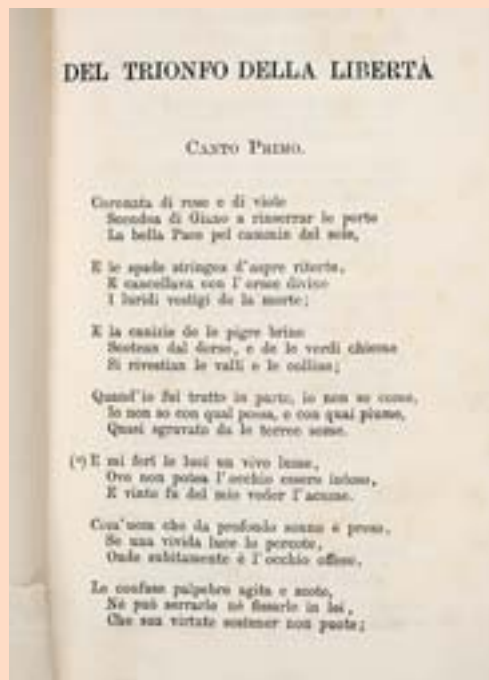 DEL TRIONFO DELLA LIBERTÀ
CANTO PRIMO.
Coronata di rose e di viole
Scendea di Giano a rinserrar le porte
La bella Pace pel cammin del sole,
E le spade stringea d'aspre ritorte,
E cancellava con l'orme divine
I luridi vestigi de la morte;
E la canizie de le pigre brine
Scotean dal dorso, e de le verdi chiome
Si rivestian le valli e le colline;
Quand'io fui tratto in parte, io non so come,
Io non so con qual possa, o con quai piume,
Quasi sgravato da le terree some.
(*) E mi ferì le luci un vivo lume,
Ove non potea l'occhio essere inteso,
E vinto fu del mio veder l'acume.
Com'uom che da profondo sonno è preso,
Se una vivida luce lo percote,
Onde subitamente è l'occhio offeso,
Le confuse palpebre agita e scote,
Nè può serrarle nè fissarle in lei,
Che sua virtute sostener non puote;